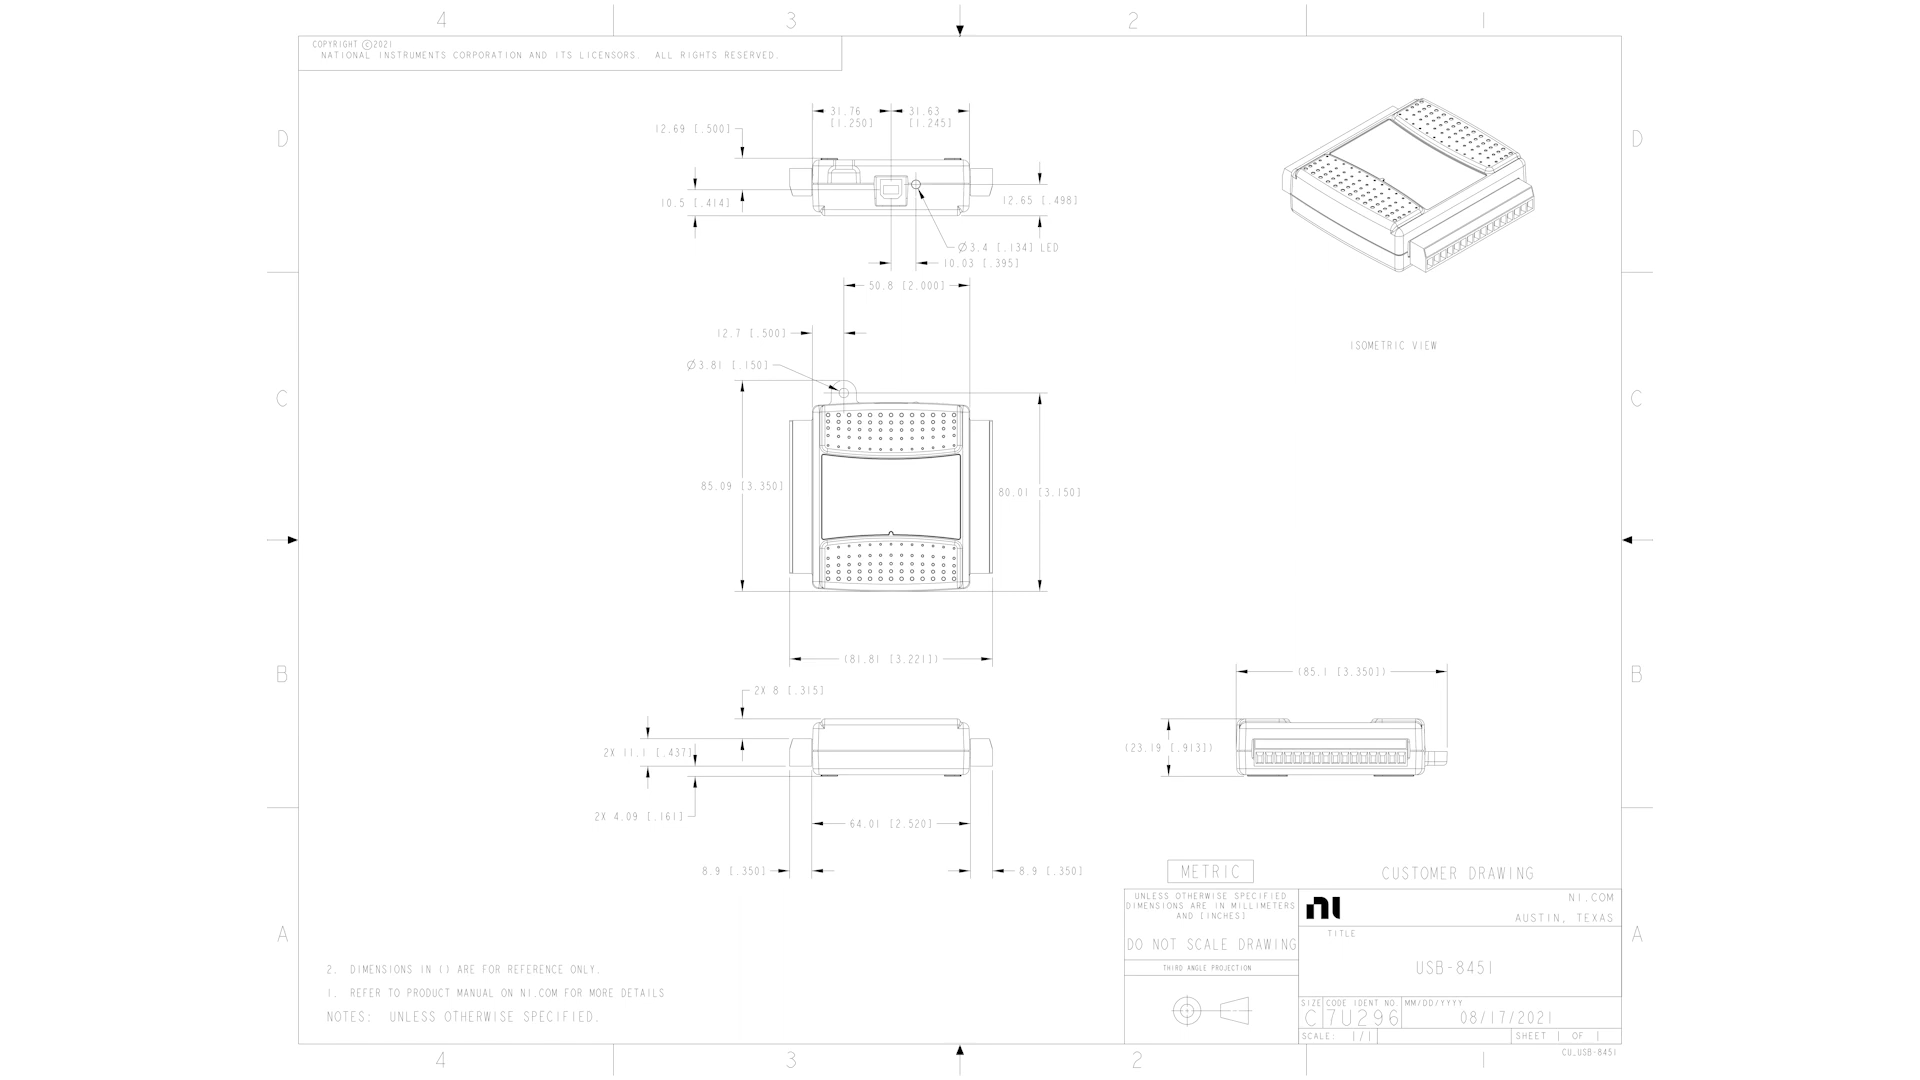 4
3
2
1
COPYRIGHT ©2021
NATIONAL INSTRUMENTS CORPORATION AND ITS LICENSORS. ALL RIGHTS RESERVED.
D
D
31.76
[1.250]
31.63
[1.245]
12.69 [.500]
10.5 [.414]
12.65 [.498]
Ø3.4 [.134] LED
10.03 [.395]
50.8 [2.000]
12.7 [.500]
ISOMETRIC VIEW
Ø3.81 [.150]
C
C
85.09 [3.350]
80.01 [3.150]
(81.81 [3.221])
B
B
(85.1 [3.350])
2X 8 [.315]
2X 11.1 [.437]
(23.19 [.913])
2X 4.09 [.161]
64.01 [2.520]
8.9 [.350]
8.9 [.350]
METRIC
CUSTOMER DRAWING
UNLESS OTHERWISE SPECIFIED
DIMENSIONS ARE IN MILLIMETERS
AND [INCHES]
DO NOT SCALE DRAWING
THIRD ANGLE PROJECTION
NI
NI.COM
AUSTIN, TEXAS
TITLE
USB-8451
SIZE CODE IDENT NO. MM/DD/YYYY
C 7U296 08/17/2021
SCALE: 1/1 SHEET 1 OF 1
CU_USB-8451
A
A
2. DIMENSIONS IN () ARE FOR REFERENCE ONLY.
1. REFER TO PRODUCT MANUAL ON NI.COM FOR MORE DETAILS
NOTES: UNLESS OTHERWISE SPECIFIED.
4
3
2
1